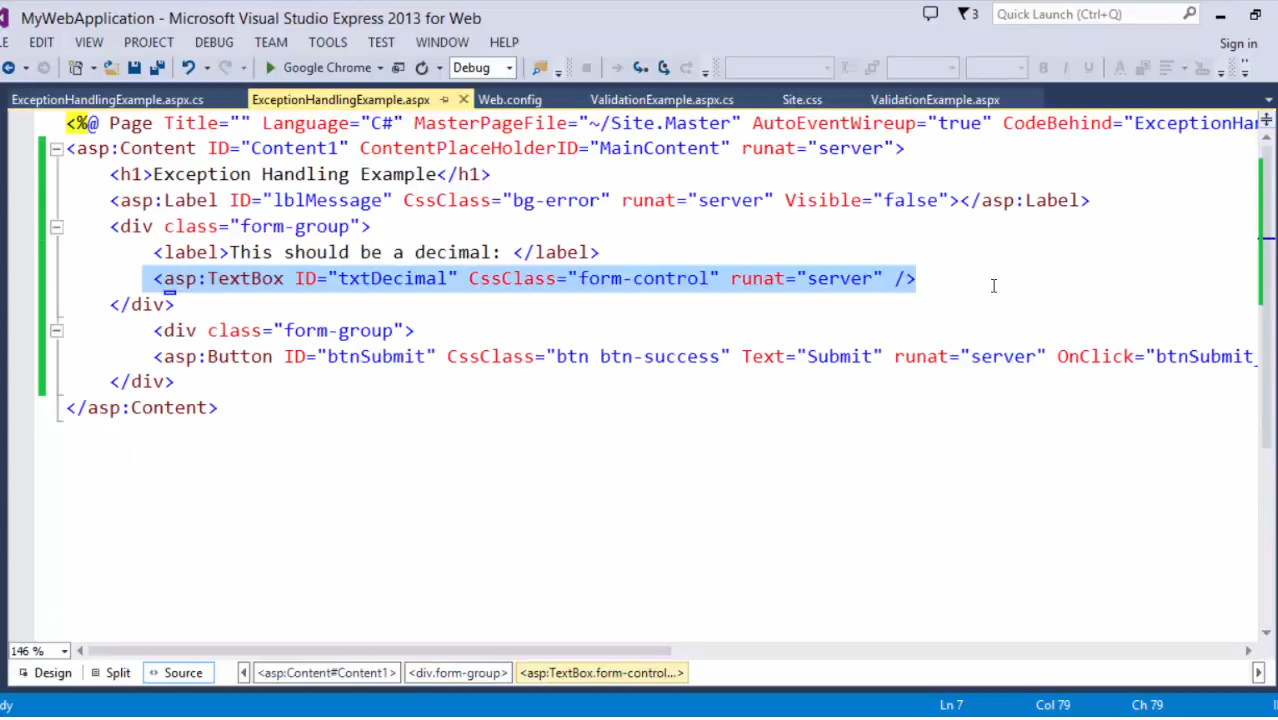 MyWebApplication - Microsoft Visual Studio Express 2013 for Web
3
Quick Launch (Ctrl+Q)
LE EDIT VIEW PROJECT DEBUG TEAM TOOLS TEST WINDOW HELP
Sign in
Google Chrome Debug B I U A
ExceptionHandlingExample.aspx.cs ExceptionHandlingExample.aspx Web.config ValidationExample.aspx.cs Site.css ValidationExample.aspx
<%@ Page Title="" Language="C#" MasterPageFile="~/Site.Master" AutoEventWireup="true" CodeBehind="ExceptionHan
<asp:Content ID="Content1" ContentPlaceHolderID="MainContent" runat="server">
<h1>Exception Handling Example</h1>
<asp:Label ID="lblMessage" CssClass="bg-error" runat="server" Visible="false"></asp:Label>
<div class="form-group">
<label>This should be a decimal: </label>
<asp:TextBox ID="txtDecimal" CssClass="form-control" runat="server" />
</div>
<div class="form-group">
<asp:Button ID="btnSubmit" CssClass="btn btn-success" Text="Submit" runat="server" OnClick="btnSubmit_
</div>
</asp:Content>
146 %
Design Split Source <asp:Content#Content1> <div.form-group> <asp:TextBox.form-control...>
dy Ln 7 Col 79 Ch 79